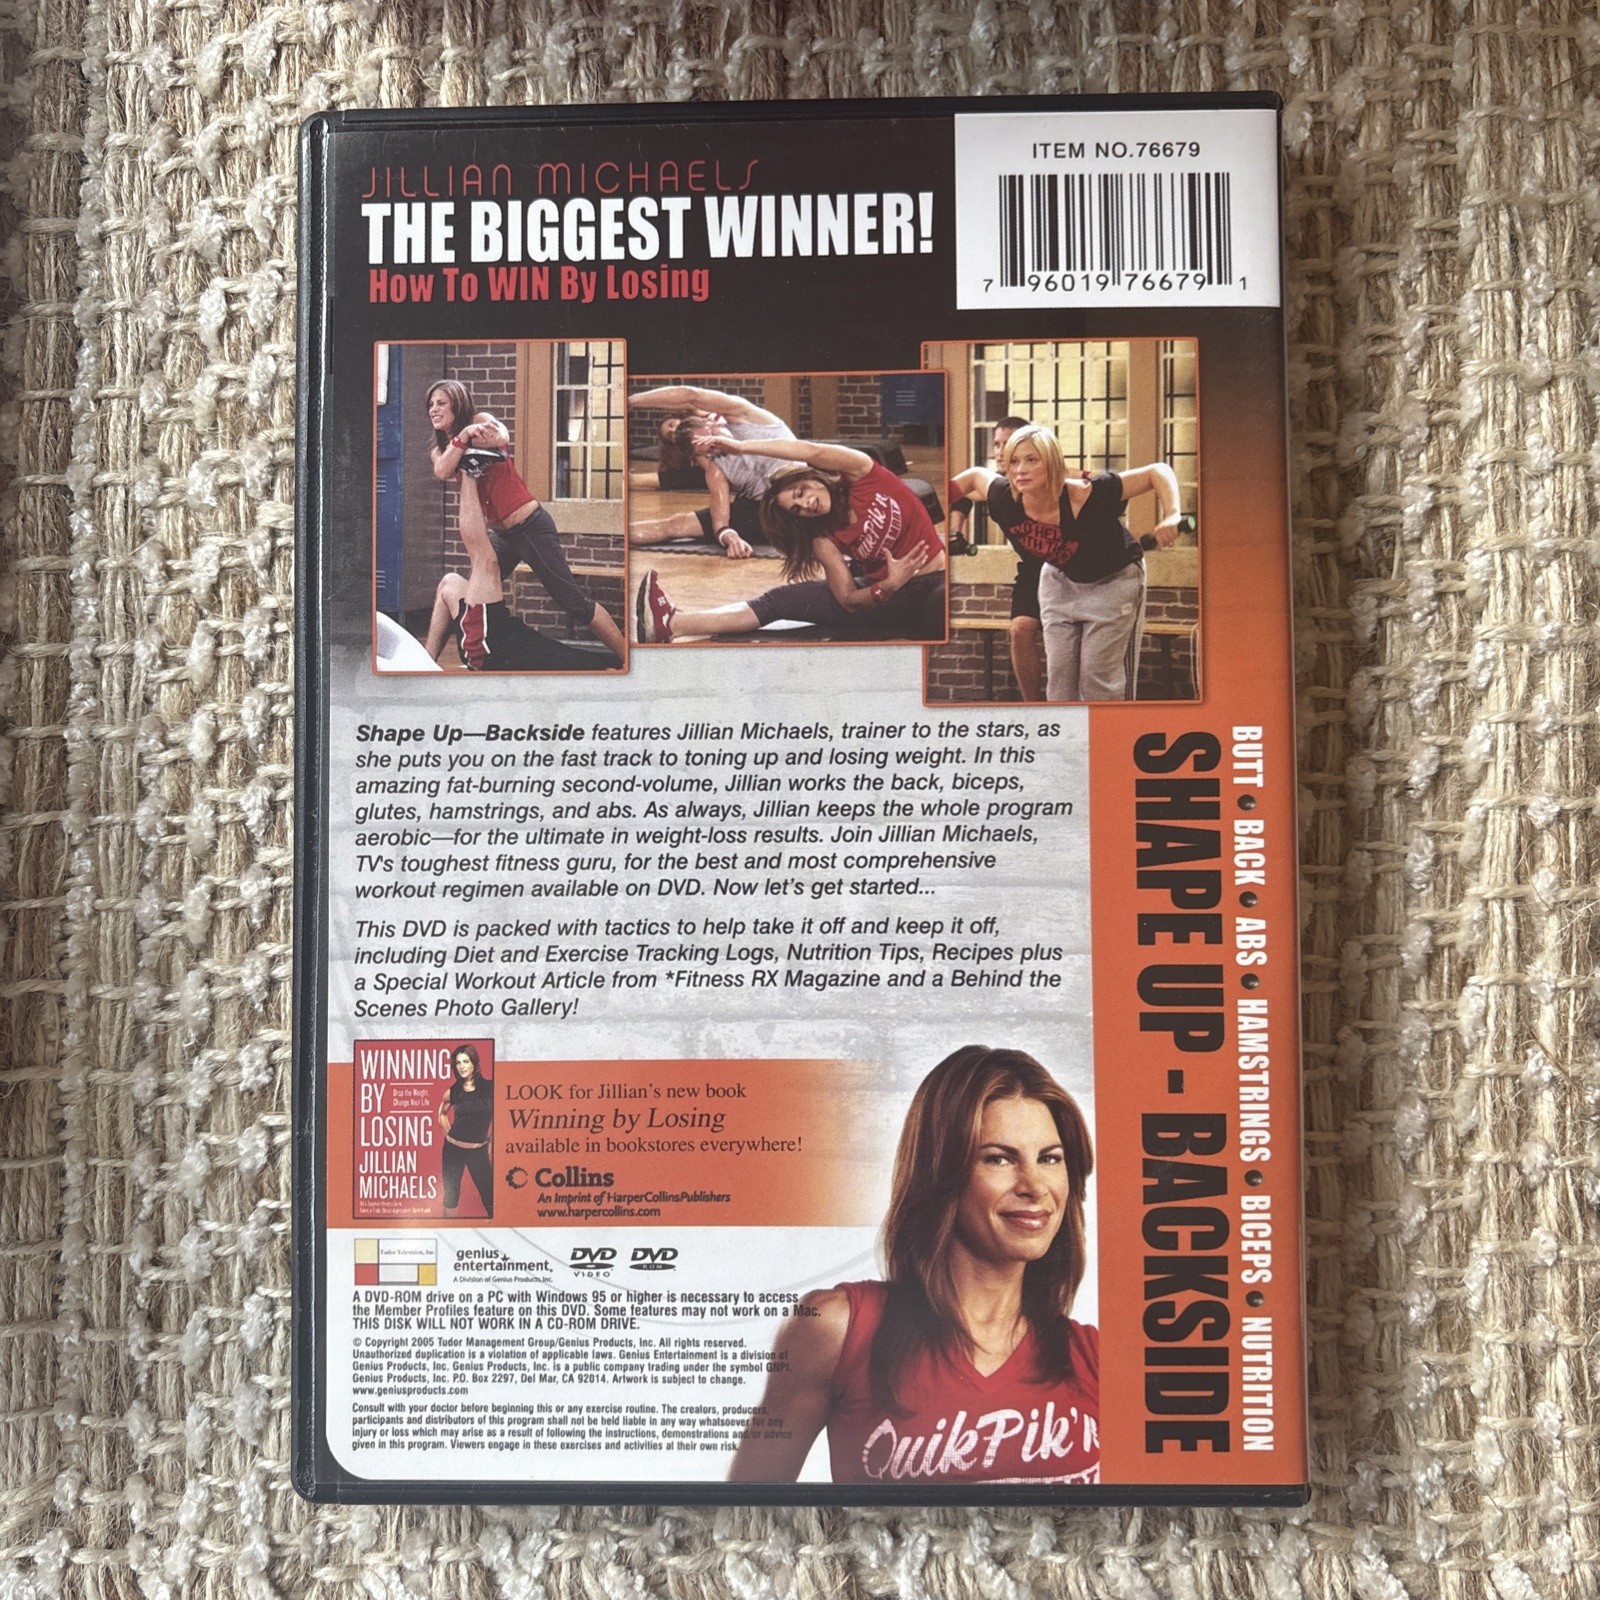 JILLIAN MICHAELS
THE BIGGEST WINNER!
How To WIN By Losing
ITEM NO.76679
7 96019 76679 1
QuikPik'n
Shape Up—Backside features Jillian Michaels, trainer to the stars, as
she puts you on the fast track to toning up and losing weight. In this
amazing fat-burning second-volume, Jillian works the back, biceps,
glutes, hamstrings, and abs. As always, Jillian keeps the whole program
aerobic—for the ultimate in weight-loss results. Join Jillian Michaels,
TV's toughest fitness guru, for the best and most comprehensive
workout regimen available on DVD. Now let's get started...
This DVD is packed with tactics to help take it off and keep it off,
including Diet and Exercise Tracking Logs, Nutrition Tips, Recipes plus
a Special Workout Article from *Fitness RX Magazine and a Behind the
Scenes Photo Gallery!
BUTT • BACK • ABS • HAMSTRINGS • BICEPS • NUTRITION
SHAPE UP - BACKSIDE
WINNING
BY
Drop the Weight,
Change Your Life
LOSING
JILLIAN
MICHAELS
LOOK for Jillian's new book
Winning by Losing
available in bookstores everywhere!
Collins
An Imprint of HarperCollinsPublishers
www.harpercollins.com
Tudor Television, Inc.
genius
entertainment
A Division of Genius Products, Inc.
DVD
VIDEO
DVD
ROM
A DVD-ROM drive on a PC with Windows 95 or higher is necessary to access
the Member Profiles feature on this DVD. Some features may not work on a Mac.
THIS DISK WILL NOT WORK IN A CD-ROM DRIVE.
© Copyright 2005 Tudor Management Group/Genius Products, Inc. All rights reserved.
Unauthorized duplication is a violation of applicable laws. Genius Entertainment is a division of
Genius Products, Inc. Genius Products, Inc. is a public company trading under the symbol GNPI.
Genius Products, Inc. P.O. Box 2297, Del Mar, CA 92014. Artwork is subject to change.
www.geniusproducts.com
Consult with your doctor before beginning this or any exercise routine. The creators, producers,
participants and distributors of this program shall not be held liable in any way whatsoever for any
injury or loss which may arise as a result of following the instructions, demonstrations and/or advice
given in this program. Viewers engage in these exercises and activities at their own risk.
QuikPik'n